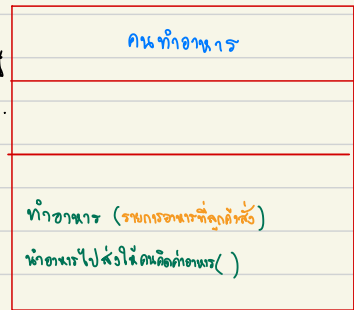 คนทำอาหาร
ทำอาหาร (รายการอาหารที่ลูกค้าสั่ง)
นำอาหารไปส่งให้คนคิดค่าอาหาร( )